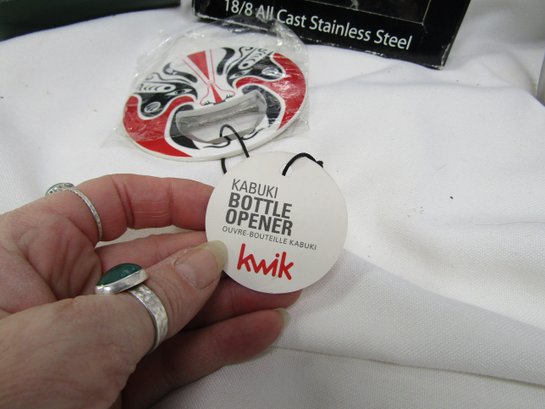 18/8 All Cast Stainless Steel
KABUKI
BOTTLE
OPENER
OUVRE-BOUTEILLE KABUKI
kwik